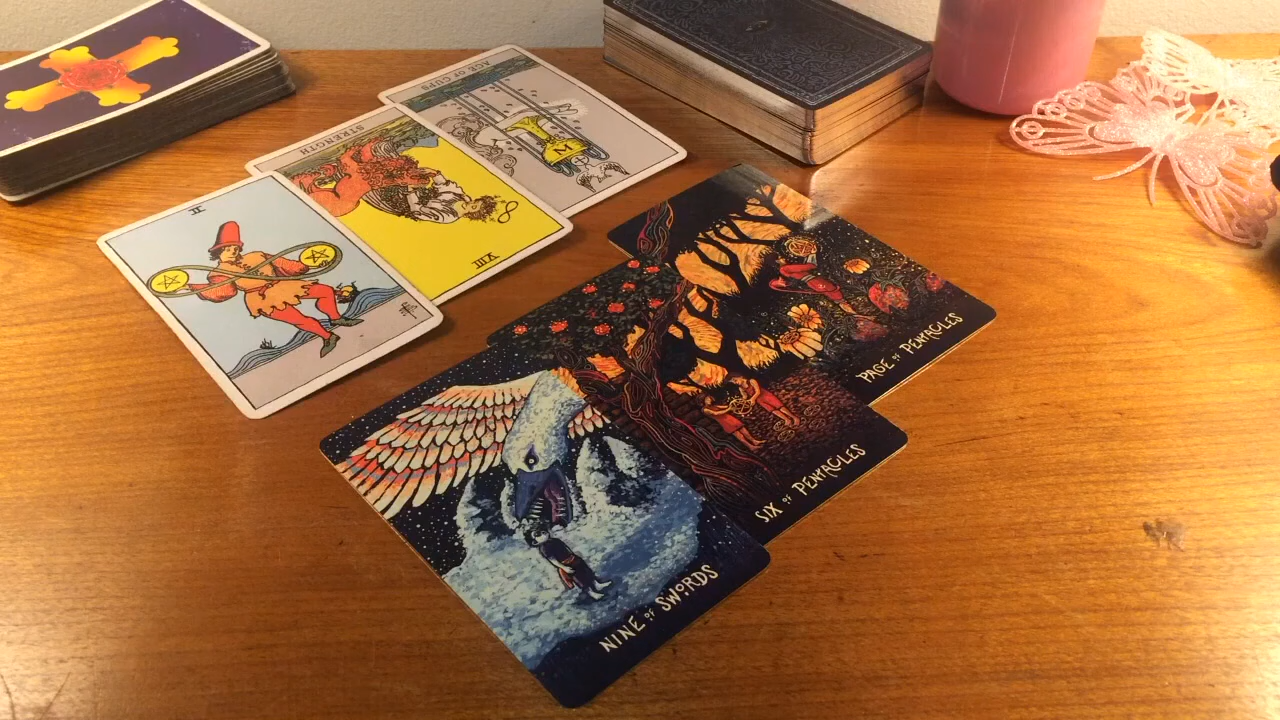 ACE OF CUPS
STRENGTH
VIII
II
PAGE OF PENTACLES
SIX OF PENTACLES
NINE OF SWORDS